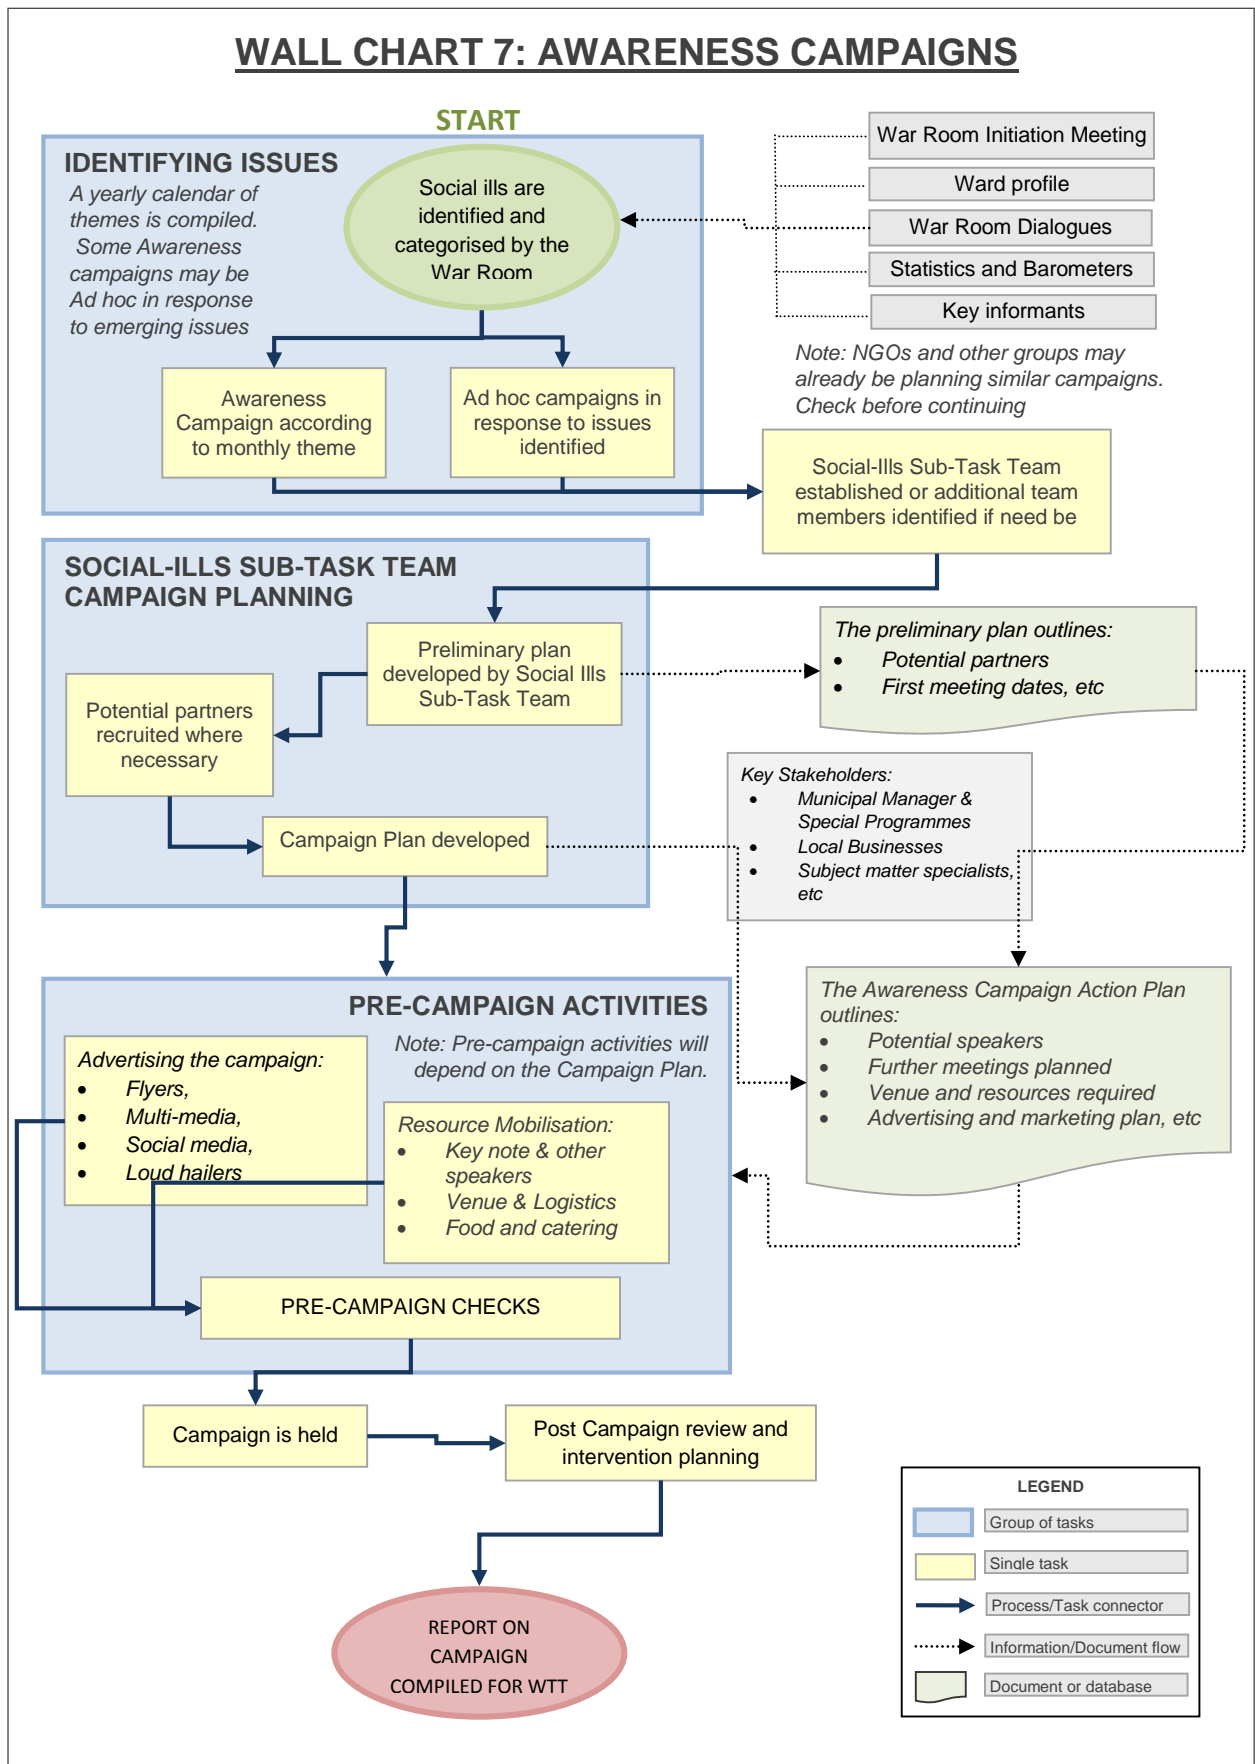 WALL CHART 7: AWARENESS CAMPAIGNS
START
IDENTIFYING ISSUES
A yearly calendar of
themes is compiled.
Some Awareness
campaigns may be
Ad hoc in response
to emerging issues
Social ills are
identified and
categorised by the
War Room
War Room Initiation Meeting
Ward profile
War Room Dialogues
Statistics and Barometers
Key informants
Note: NGOs and other groups may
already be planning similar campaigns.
Check before continuing
Awareness
Campaign according
to monthly theme
Ad hoc campaigns in
response to issues
identified
Social-Ills Sub-Task Team
established or additional team
members identified if need be
SOCIAL-ILLS SUB-TASK TEAM
CAMPAIGN PLANNING
Preliminary plan
developed by Social Ills
Sub-Task Team
The preliminary plan outlines:
• Potential partners
• First meeting dates, etc
Potential partners
recruited where
necessary
Campaign Plan developed
Key Stakeholders:
• Municipal Manager &
Special Programmes
• Local Businesses
• Subject matter specialists,
etc
PRE-CAMPAIGN ACTIVITIES
Note: Pre-campaign activities will
depend on the Campaign Plan.
Advertising the campaign:
• Flyers,
• Multi-media,
• Social media,
• Loud hailers
Resource Mobilisation:
• Key note & other
speakers
• Venue & Logistics
• Food and catering
The Awareness Campaign Action Plan
outlines:
• Potential speakers
• Further meetings planned
• Venue and resources required
• Advertising and marketing plan, etc
PRE-CAMPAIGN CHECKS
Campaign is held
Post Campaign review and
intervention planning
REPORT ON
CAMPAIGN
COMPILED FOR WTT
LEGEND
Group of tasks
Single task
Process/Task connector
Information/Document flow
Document or database